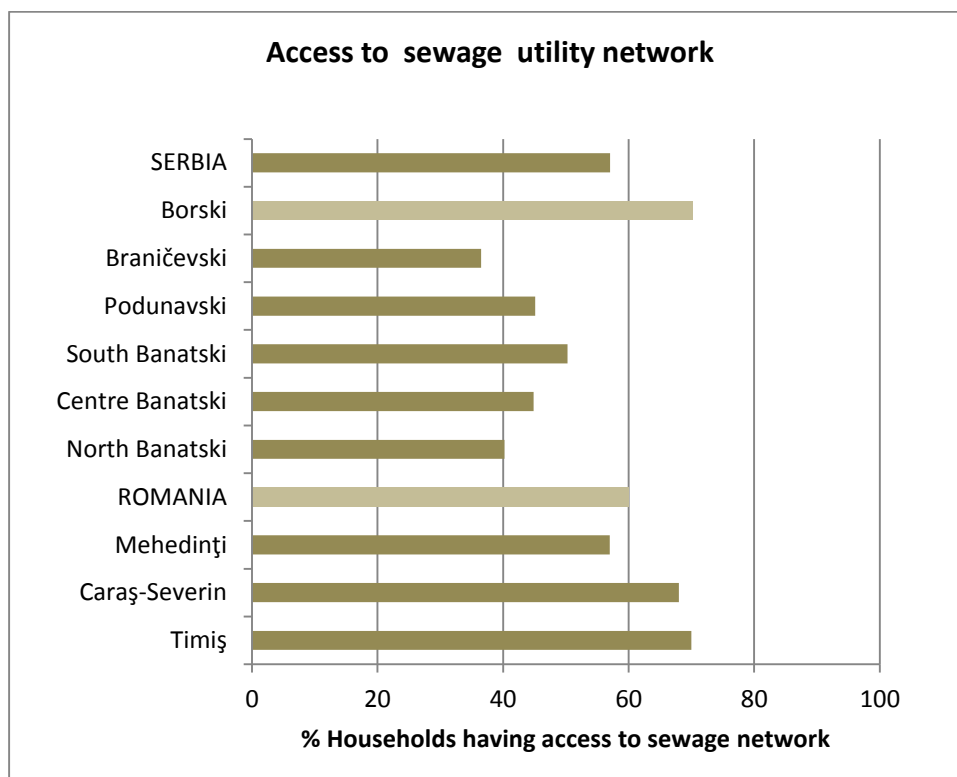 Access to sewage utility network
SERBIA
Borski
Braničevski
Podunavski
South Banatski
Centre Banatski
North Banatski
ROMANIA
Mehedinţi
Caraş-Severin
Timiş
0 20 40 60 80 100
% Households having access to sewage network